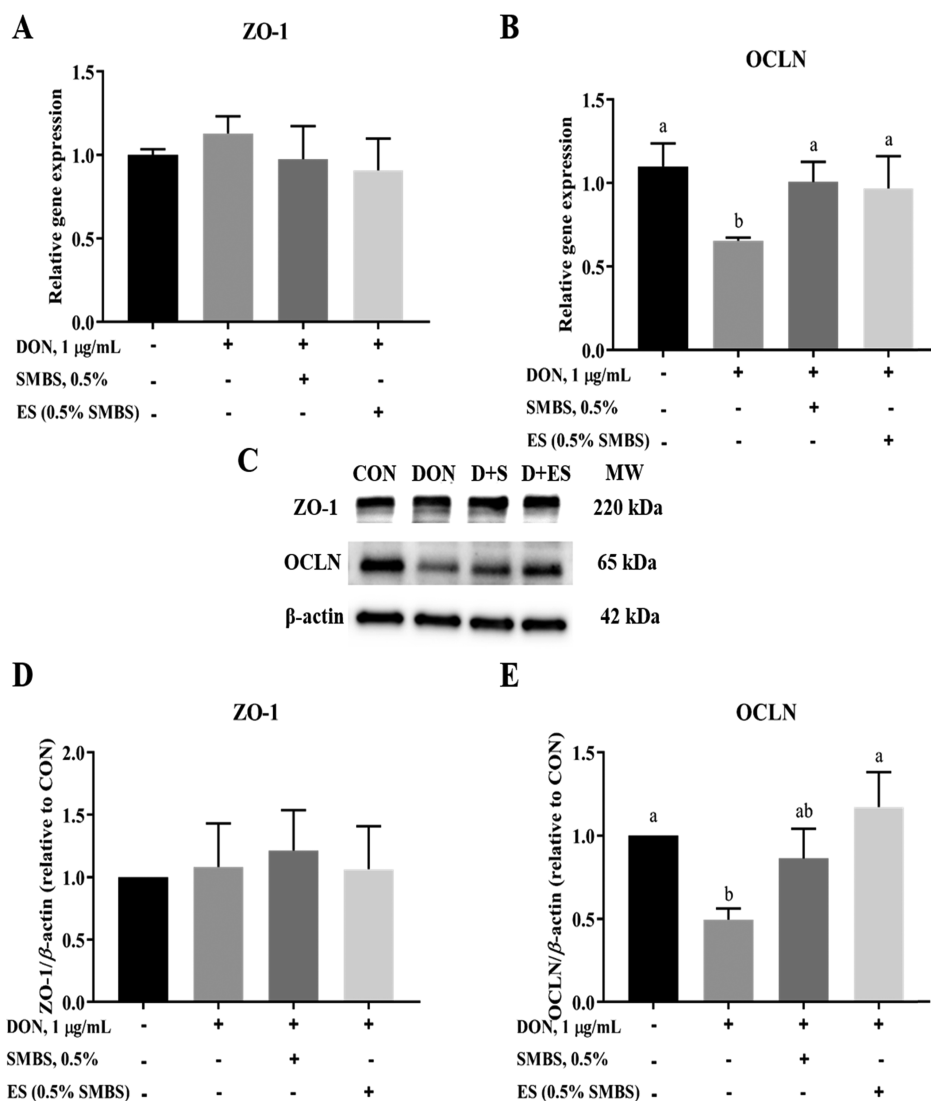 A
ZO-1
Relative gene expression
1.5
1.0
0.5
0.0
DON, 1 μg/mL - + + +
SMBS, 0.5% - - + -
ES (0.5% SMBS) - - - +
B
OCLN
Relative gene expression
1.5
1.0
0.5
0.0
a
b
a
a
DON, 1 μg/mL - + + +
SMBS, 0.5% - - + -
ES (0.5% SMBS) - - - +
C
CON DON D+S D+ES MW
ZO-1 220 kDa
OCLN 65 kDa
β-actin 42 kDa
D
ZO-1
ZO-1/β-actin (relative to CON)
2.0
1.5
1.0
0.5
0.0
DON, 1 μg/mL - + + +
SMBS, 0.5% - - + -
ES (0.5% SMBS) - - - +
E
OCLN
OCLN/β-actin (relative to CON)
1.5
1.0
0.5
0.0
a
b
ab
a
DON, 1 μg/mL - + + +
SMBS, 0.5% - - + -
ES (0.5% SMBS) - - - +